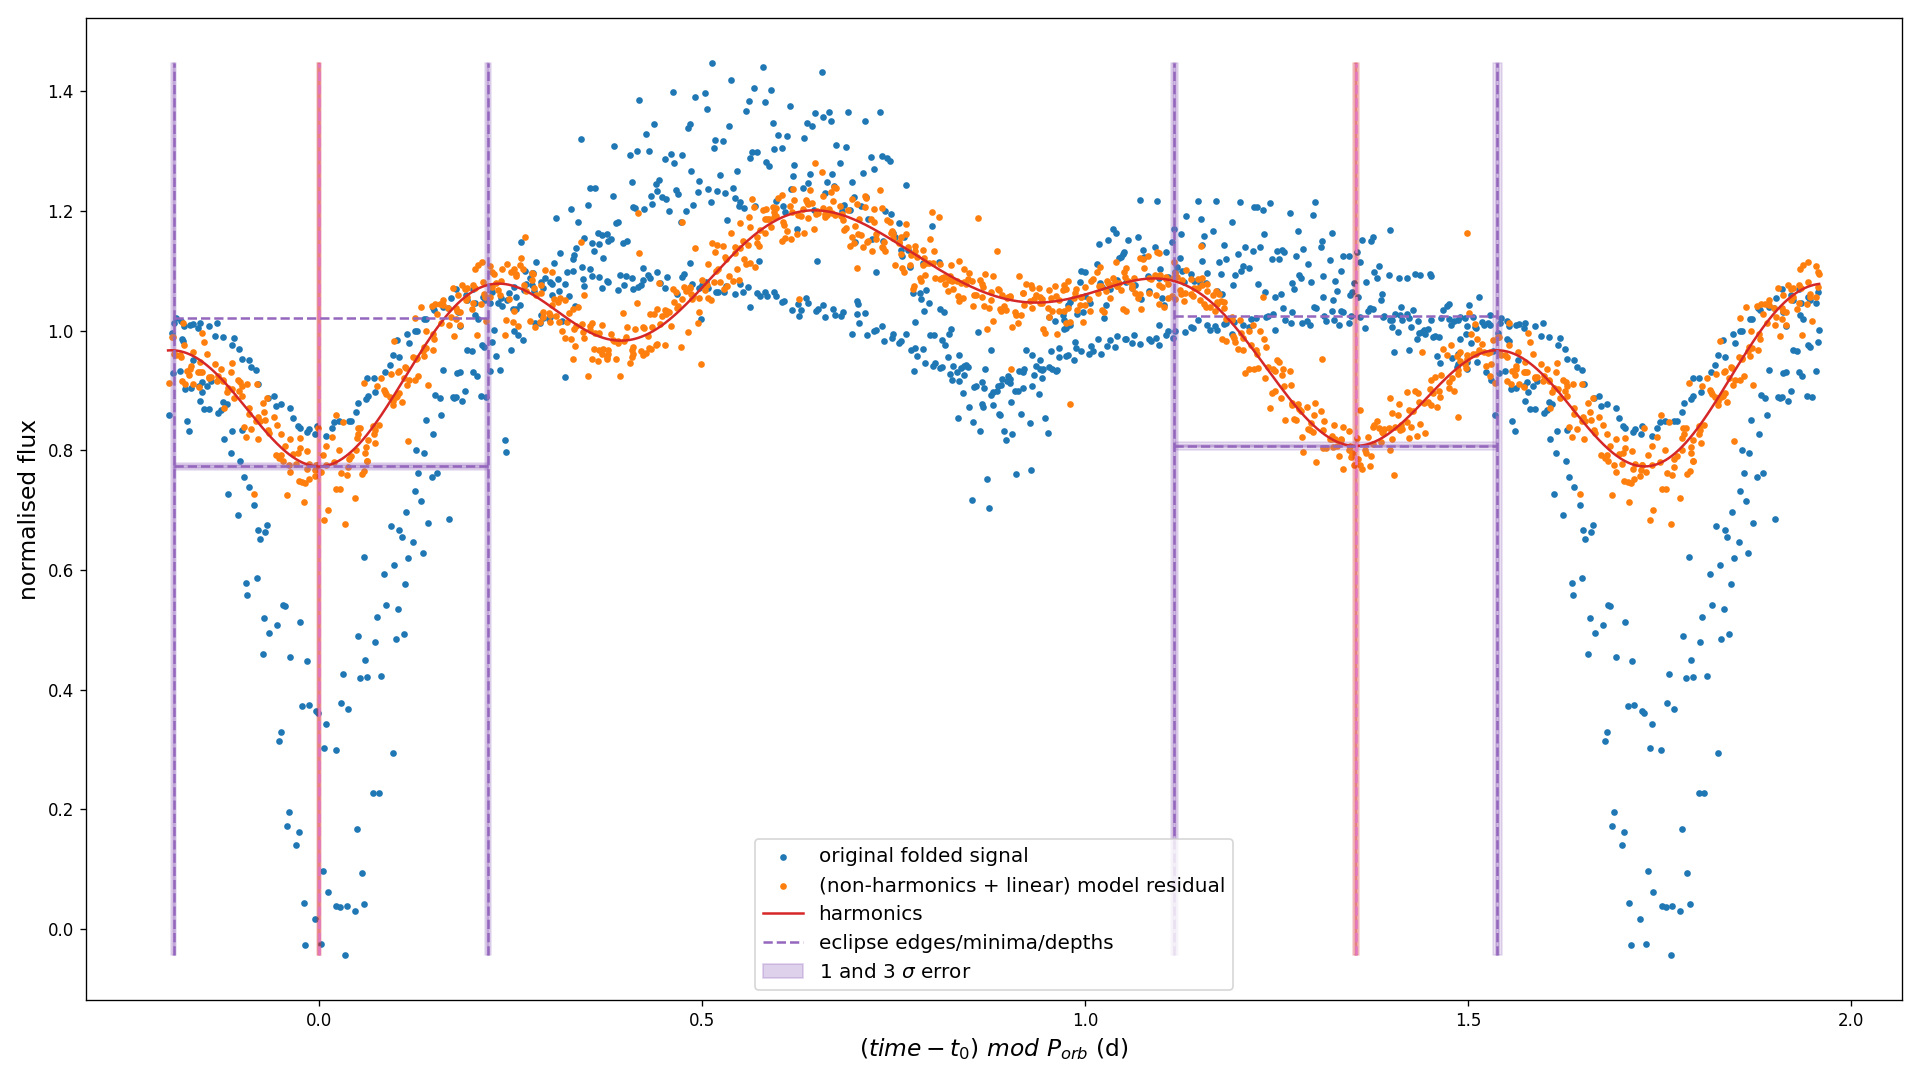 normalised flux
1.4
1.2
1.0
0.8
0.6
0.4
0.2
0.0
original folded signal
(non-harmonics + linear) model residual
harmonics
eclipse edges/minima/depths
1 and 3 σ error
0.0 0.5 1.0 1.5 2.0
(time − t₀) mod Pₒᵣb (d)